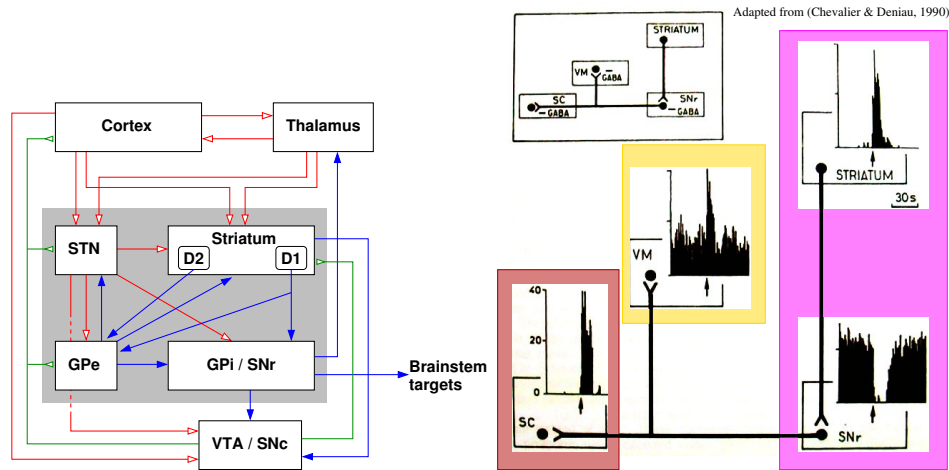 Cortex
Thalamus
STN
Striatum
D2
D1
GPe
GPi / SNr
Brainstem
targets
VTA / SNc
Adapted from (Chevalier & Deniau, 1990)
STRIATUM
VM
GABA
SC
GABA
SNr
GABA
STRIATUM
30s
VM
40
20
0
SC
SNr